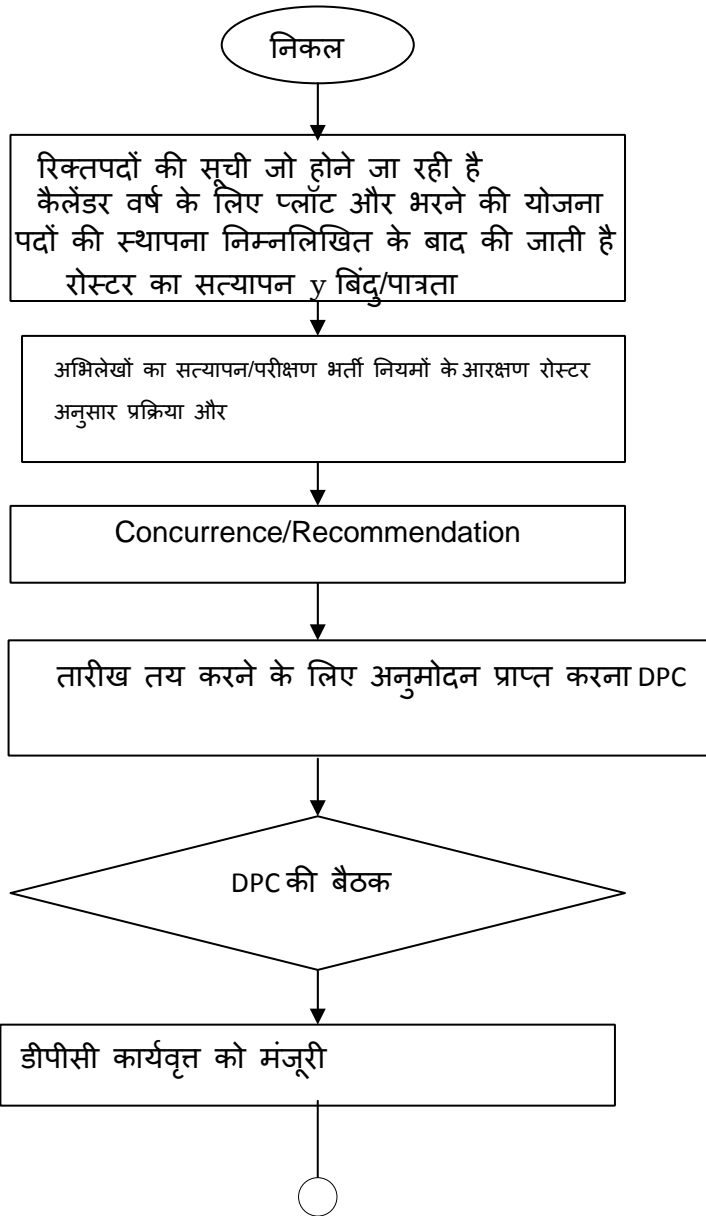 निकल
रिक्तपदों की सूची जो होने जा रही है
कैलेंडर वर्ष के लिए प्लॉट और भरने की योजना
पदों की स्थापना निम्नलिखित के बाद की जाती है
रोस्टर का सत्यापन y बिंदु/पात्रता
अभिलेखों का सत्यापन/परीक्षण भर्ती नियमों के आरक्षण रोस्टर
अनुसार प्रक्रिया और
Concurrence/Recommendation
तारीख तय करने के लिए अनुमोदन प्राप्त करना DPC
DPC की बैठक
डीपीसी कार्यवृत्त को मंजूरी